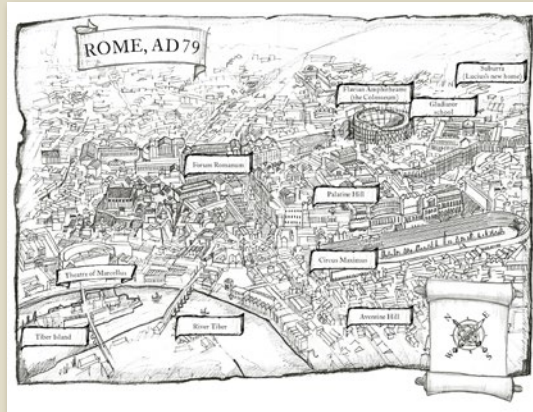 ROME, AD 79
Suburra
(Lucius's new home)
Flavian Amphitheatre
(the Colosseum)
Gladiator
school
Forum Romanum
Palatine Hill
Circus Maximus
Theatre of Marcellus
Aventine Hill
River Tiber
Tiber Island
N
E
W
S